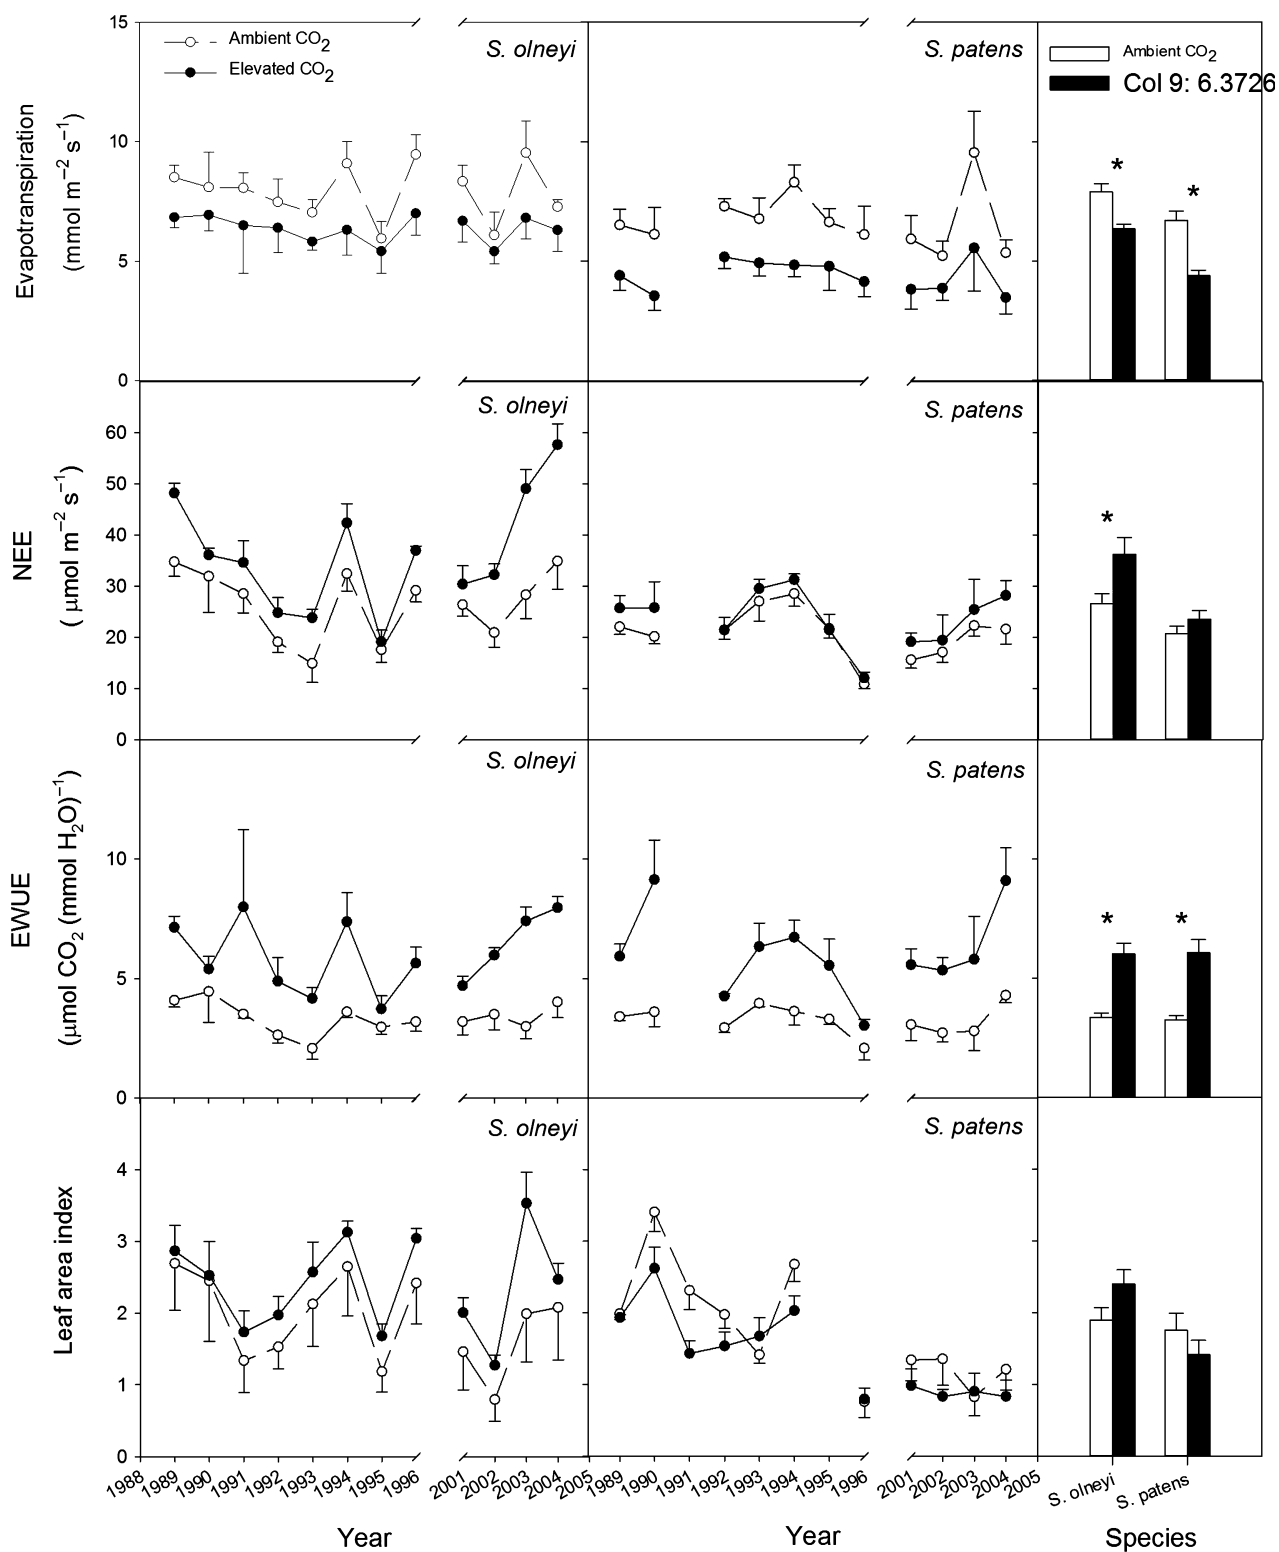 15
10
5
0
Evapotranspiration
(mmol m⁻² s⁻¹)
Ambient CO₂
Elevated CO₂
S. olneyi
S. patens
Ambient CO₂
Col 9: 6.3726
*
*
60
50
40
30
20
10
0
NEE
( μmol m⁻² s⁻¹)
S. olneyi
S. patens
*
10
5
0
EWUE
(μmol CO₂ (mmol H₂O)⁻¹)
S. olneyi
S. patens
*
*
4
3
2
1
0
Leaf area index
S. olneyi
S. patens
1988 1989 1990 1991 1992 1993 1994 1995 1996 2001 2002 2003 2004 2005
1989 1990 1991 1992 1993 1994 1995 1996 2001 2002 2003 2004 2005
S. olneyi
S. patens
Year
Year
Species